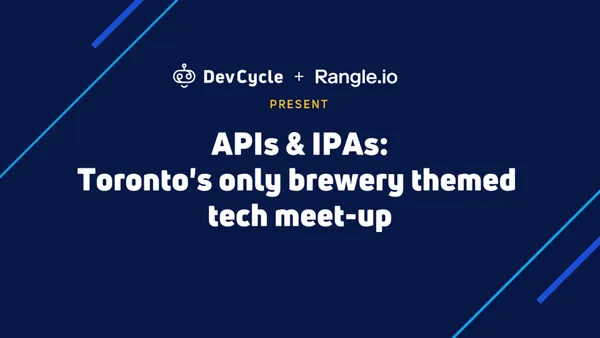 DevCycle + Rangle.io
PRESENT
APIs & IPAs:
Toronto's only brewery themed
tech meet-up